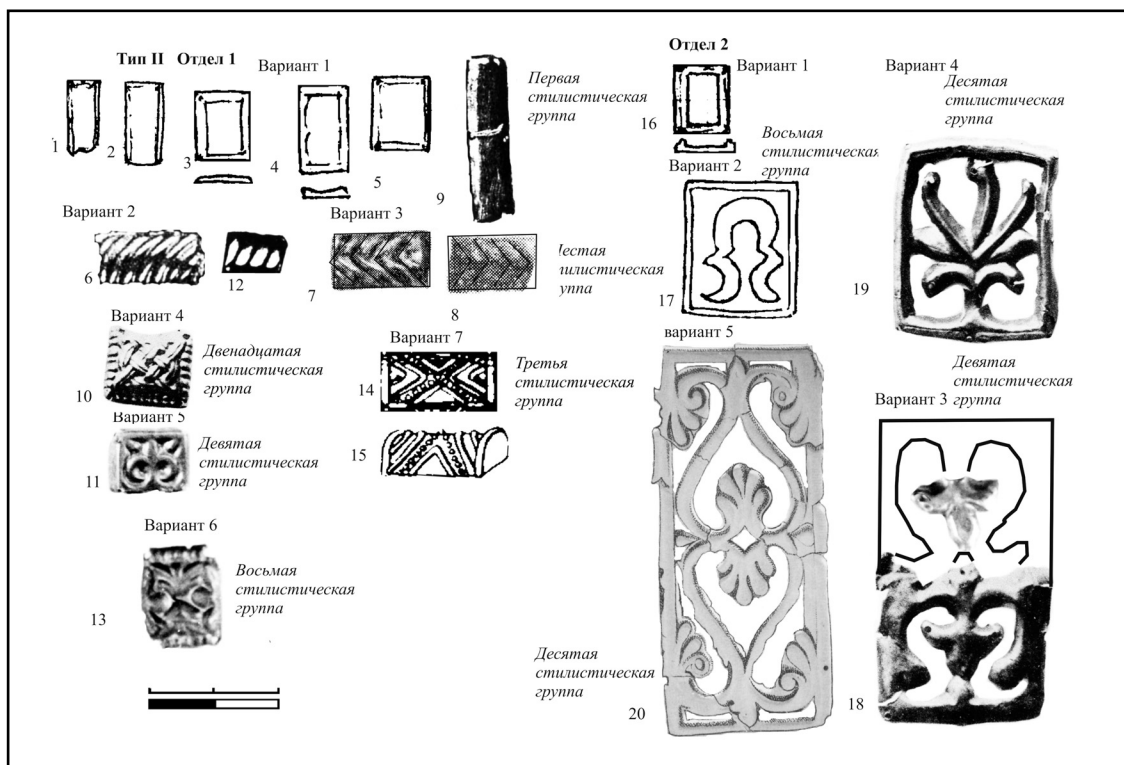 Тип II Отдел 1
Вариант 1
Первая
стилистическая
группа
1
2
3
4
5
9
Вариант 2
Вариант 3
6
12
7
8
естая
илистическая
уппа
Вариант 4
Двенадцатая
стилистическая
группа
10
Вариант 7
Третья
стилистическая
группа
14
15
Вариант 5
Девятая
стилистическая
группа
11
Вариант 6
Восьмая
стилистическая
группа
13
Отдел 2
Вариант 1
16
Восьмая
стилистическая
группа
Вариант 2
17
Вариант 4
Десятая
стилистическая
группа
19
вариант 5
Десятая
стилистическая
группа
20
Девятая
стилистическая
группа
Вариант 3
18